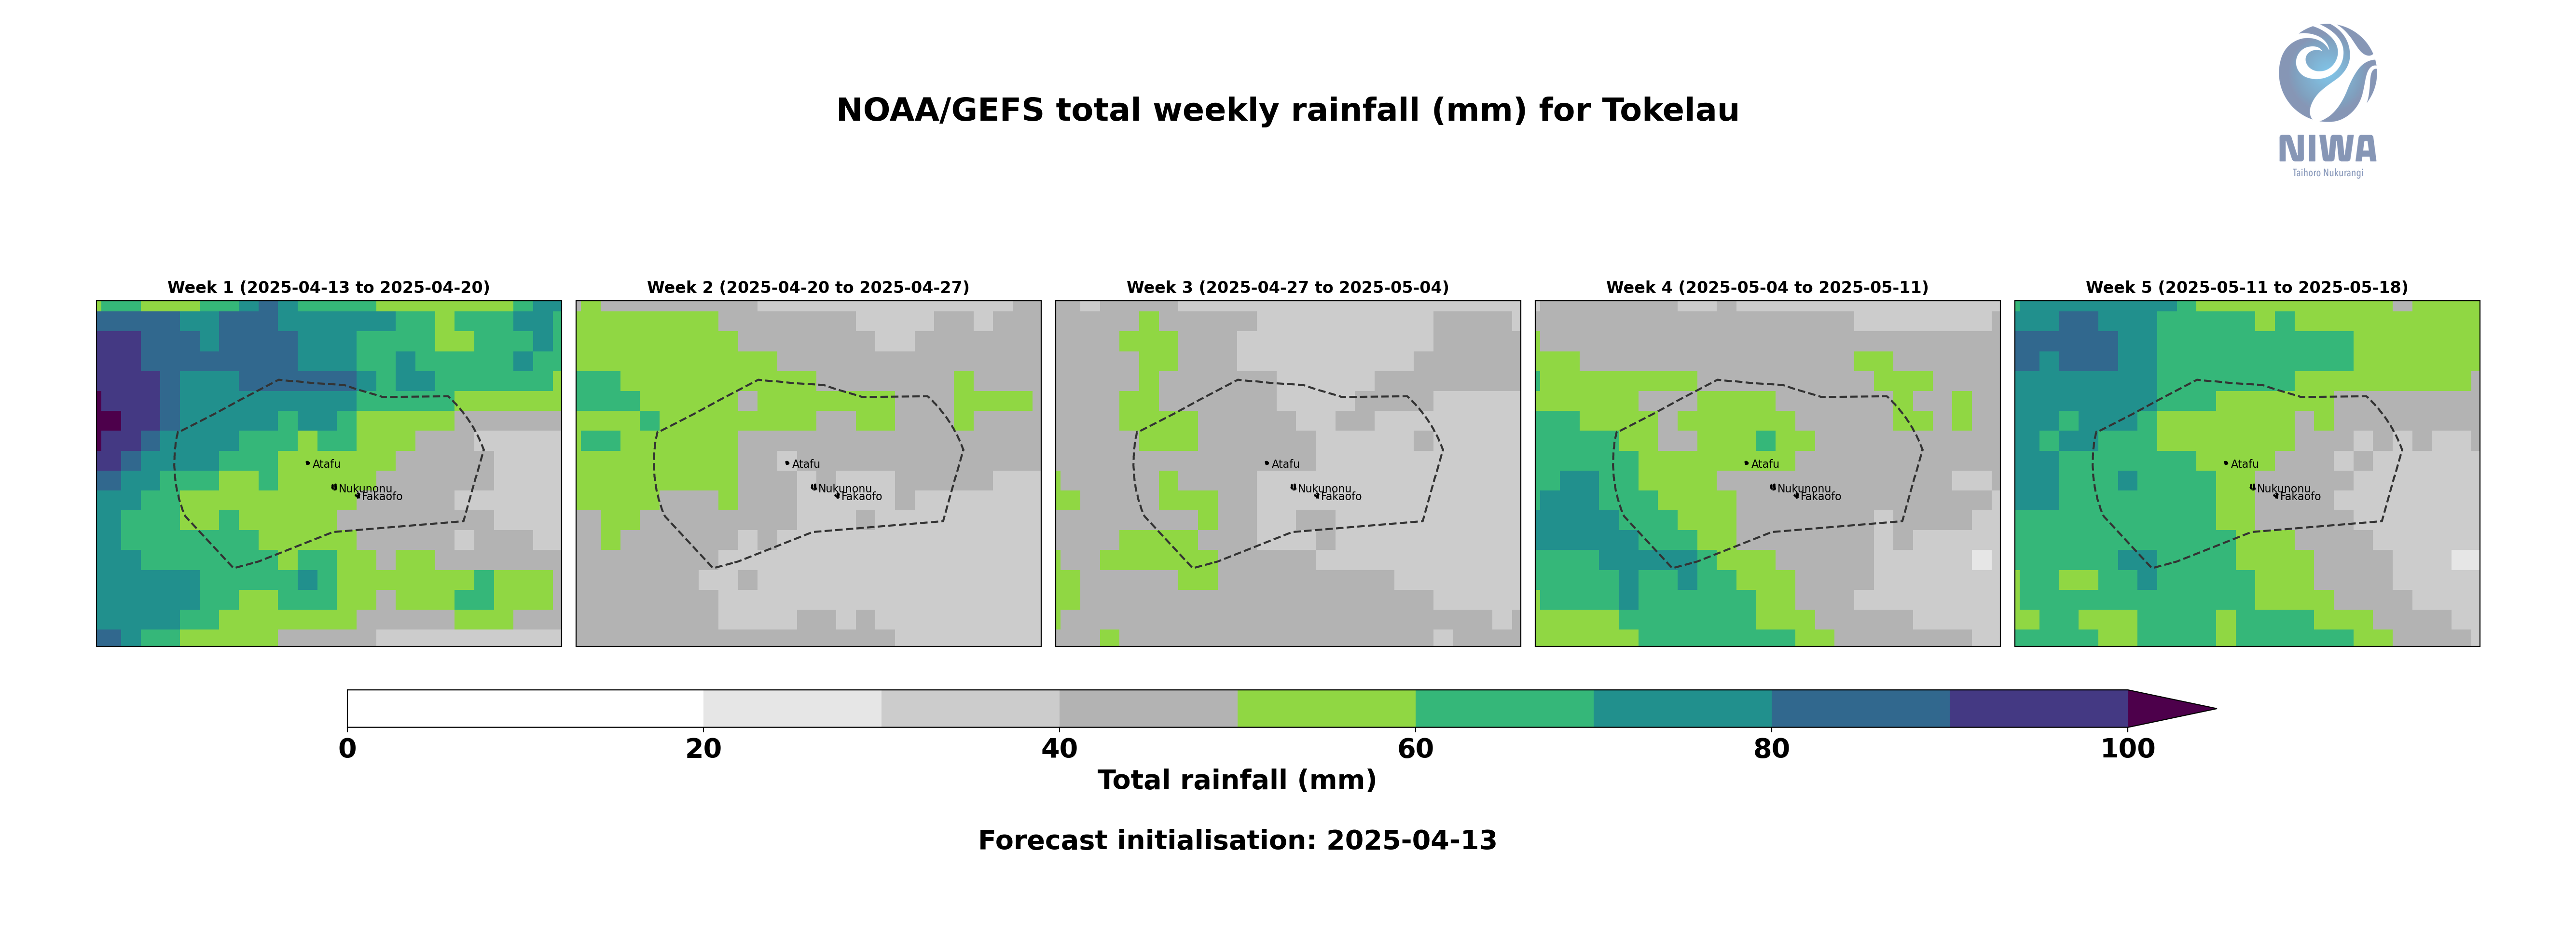 NOAA/GEFS total weekly rainfall (mm) for Tokelau
NIWA
Taihoro Nukurangi
Week 1 (2025-04-13 to 2025-04-20)
Week 2 (2025-04-20 to 2025-04-27)
Week 3 (2025-04-27 to 2025-05-04)
Week 4 (2025-05-04 to 2025-05-11)
Week 5 (2025-05-11 to 2025-05-18)
Atafu
Nukunonu
Fakaofo
Atafu
Nukunonu
Fakaofo
Atafu
Nukunonu
Fakaofo
Atafu
Nukunonu
Fakaofo
Atafu
Nukunonu
Fakaofo
0 20 40 60 80 100
Total rainfall (mm)
Forecast initialisation: 2025-04-13